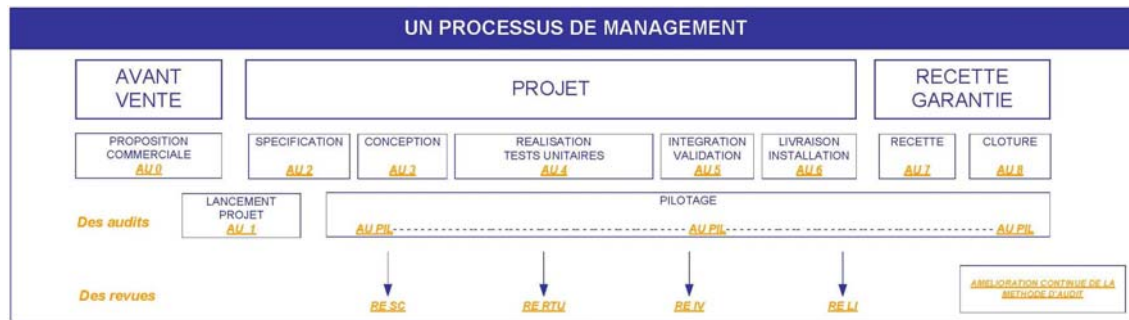 UN PROCESSUS DE MANAGEMENT
AVANT
VENTE
PROJET
RECETTE
GARANTIE
PROPOSITION
COMMERCIALE
AU 0
SPECIFICATION
AU 2
CONCEPTION
AU 3
REALISATION
TESTS UNITAIRES
AU 4
INTEGRATION
VALIDATION
AU 5
LIVRAISON
INSTALLATION
AU 6
RECETTE
AU 7
CLOTURE
AU 8
Des audits
LANCEMENT
PROJET
AU 1
PILOTAGE
AU PIL AU PIL AU PIL
Des revues
RE SC
RE RTU
RE IV
RE LI
AMELIORATION CONTINUE DE LA
METHODE D'AUDIT